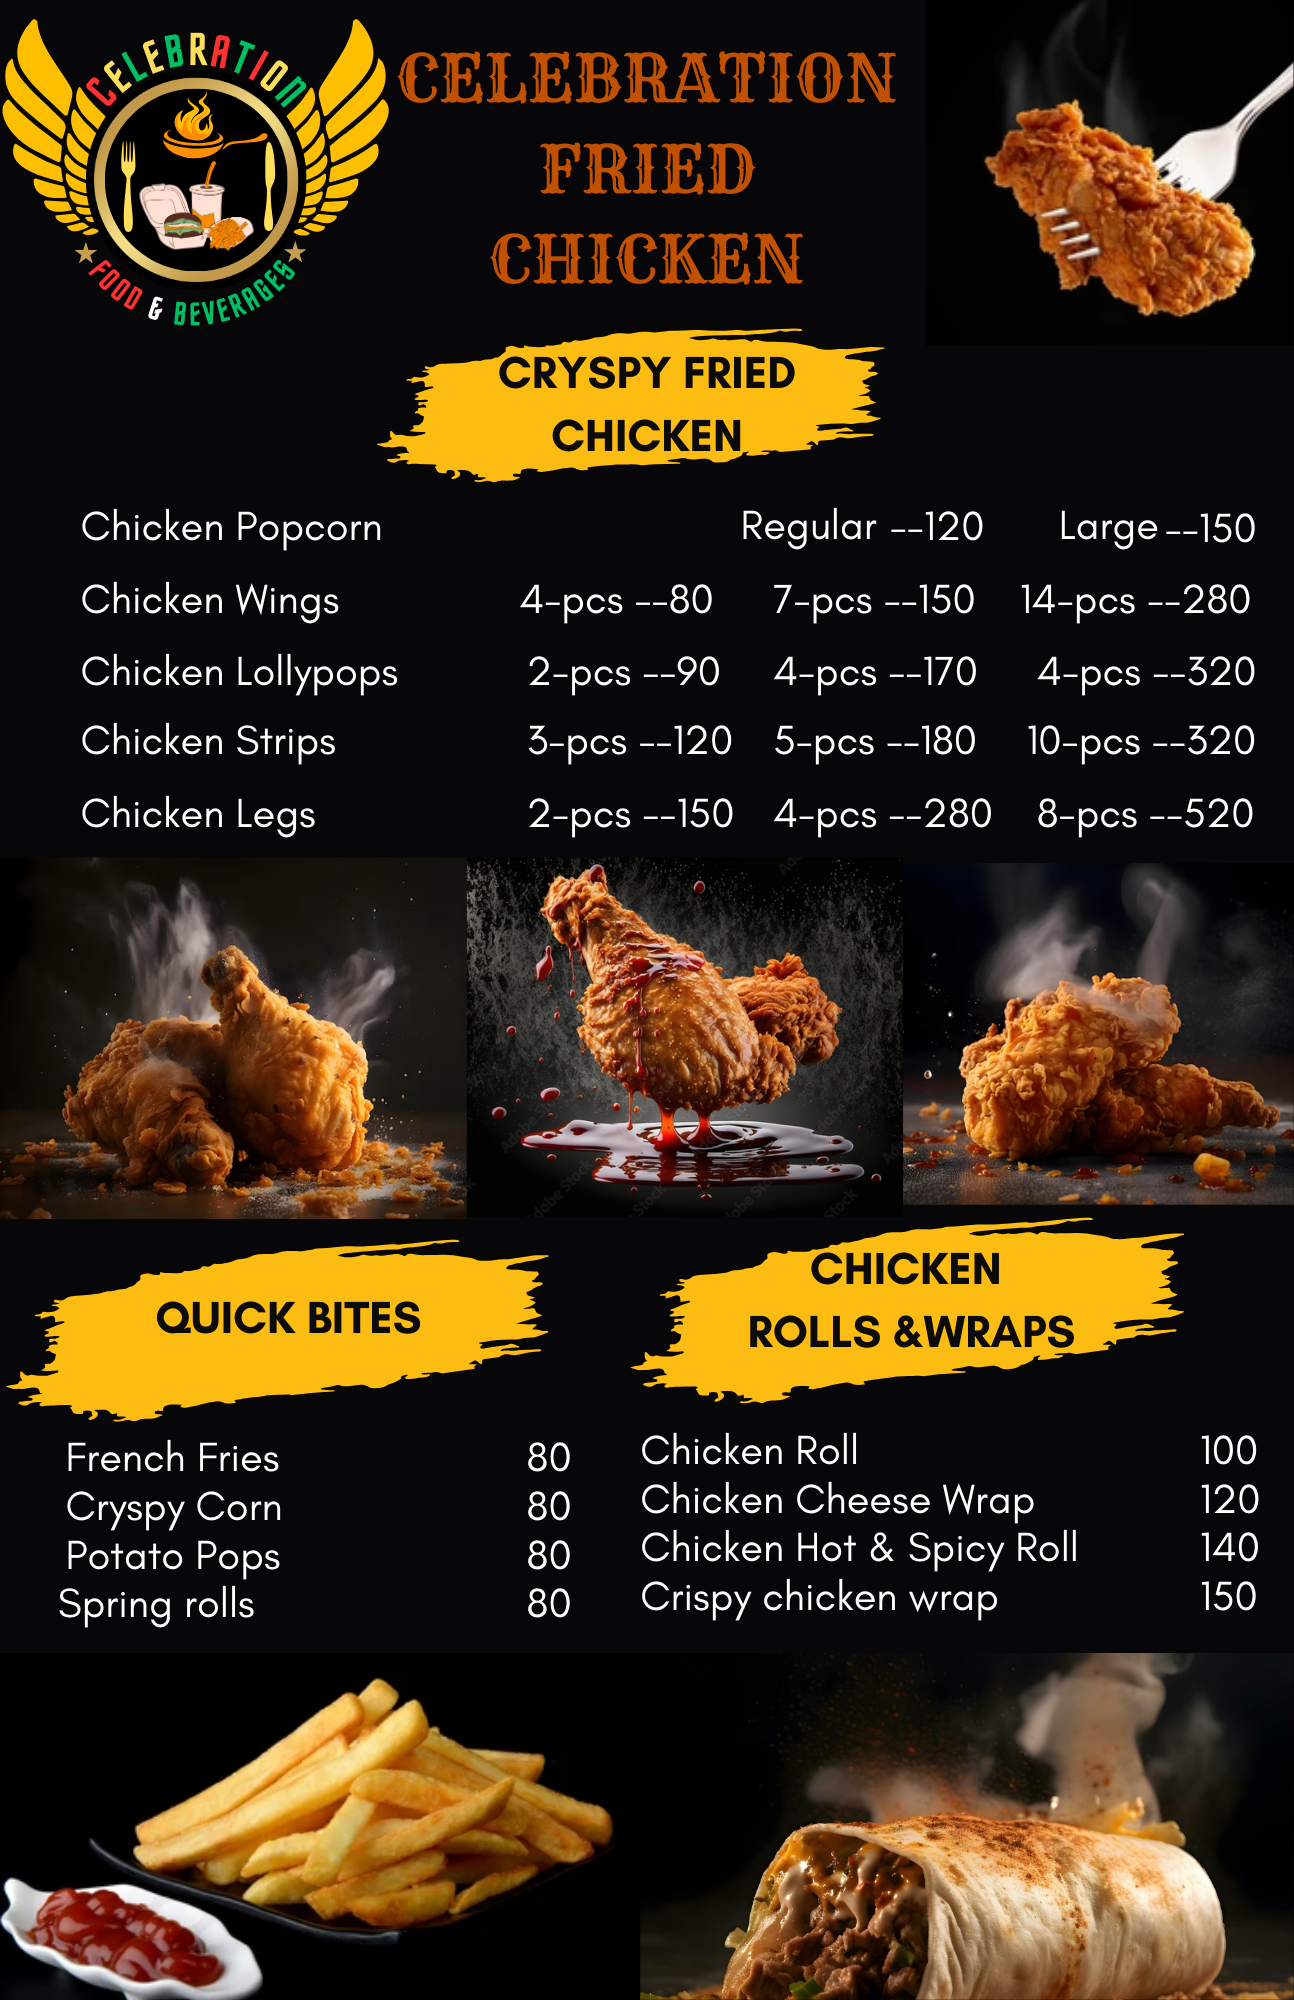 CELEBRATION
FOOD & BEVERAGES
CELEBRATION
FRIED
CHICKEN
CRYSPY FRIED
CHICKEN
Chicken Popcorn Regular --120 Large --150
Chicken Wings 4-pcs --80 7-pcs --150 14-pcs --280
Chicken Lollypops 2-pcs --90 4-pcs --170 4-pcs --320
Chicken Strips 3-pcs --120 5-pcs --180 10-pcs --320
Chicken Legs 2-pcs --150 4-pcs --280 8-pcs --520
QUICK BITES
French Fries 80
Cryspy Corn 80
Potato Pops 80
Spring rolls 80
CHICKEN
ROLLS &WRAPS
Chicken Roll 100
Chicken Cheese Wrap 120
Chicken Hot & Spicy Roll 140
Crispy chicken wrap 150